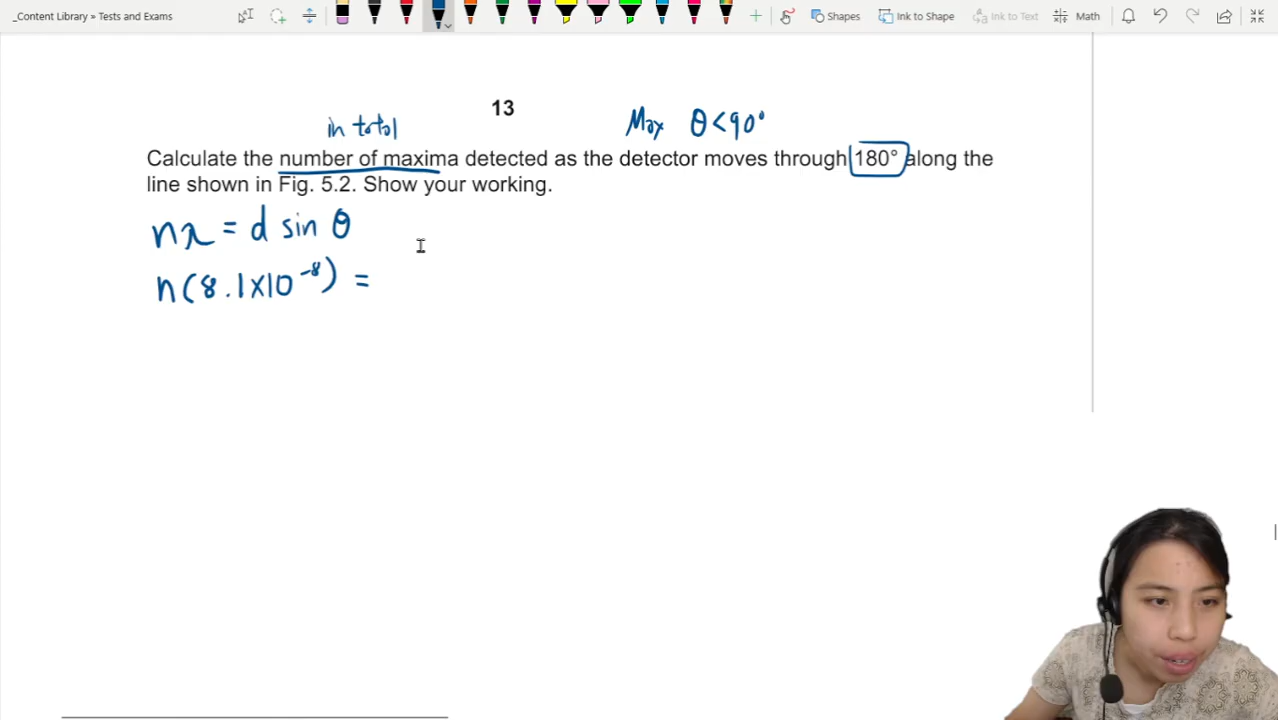 _Content Library » Tests and Exams
Shapes
Ink to Shape
Ink to Text
Math
13
in total
Max θ<90°
Calculate the number of maxima detected as the detector moves through 180° along the
line shown in Fig. 5.2. Show your working.
nλ = d sin θ
n(8.1x10⁻⁸) =